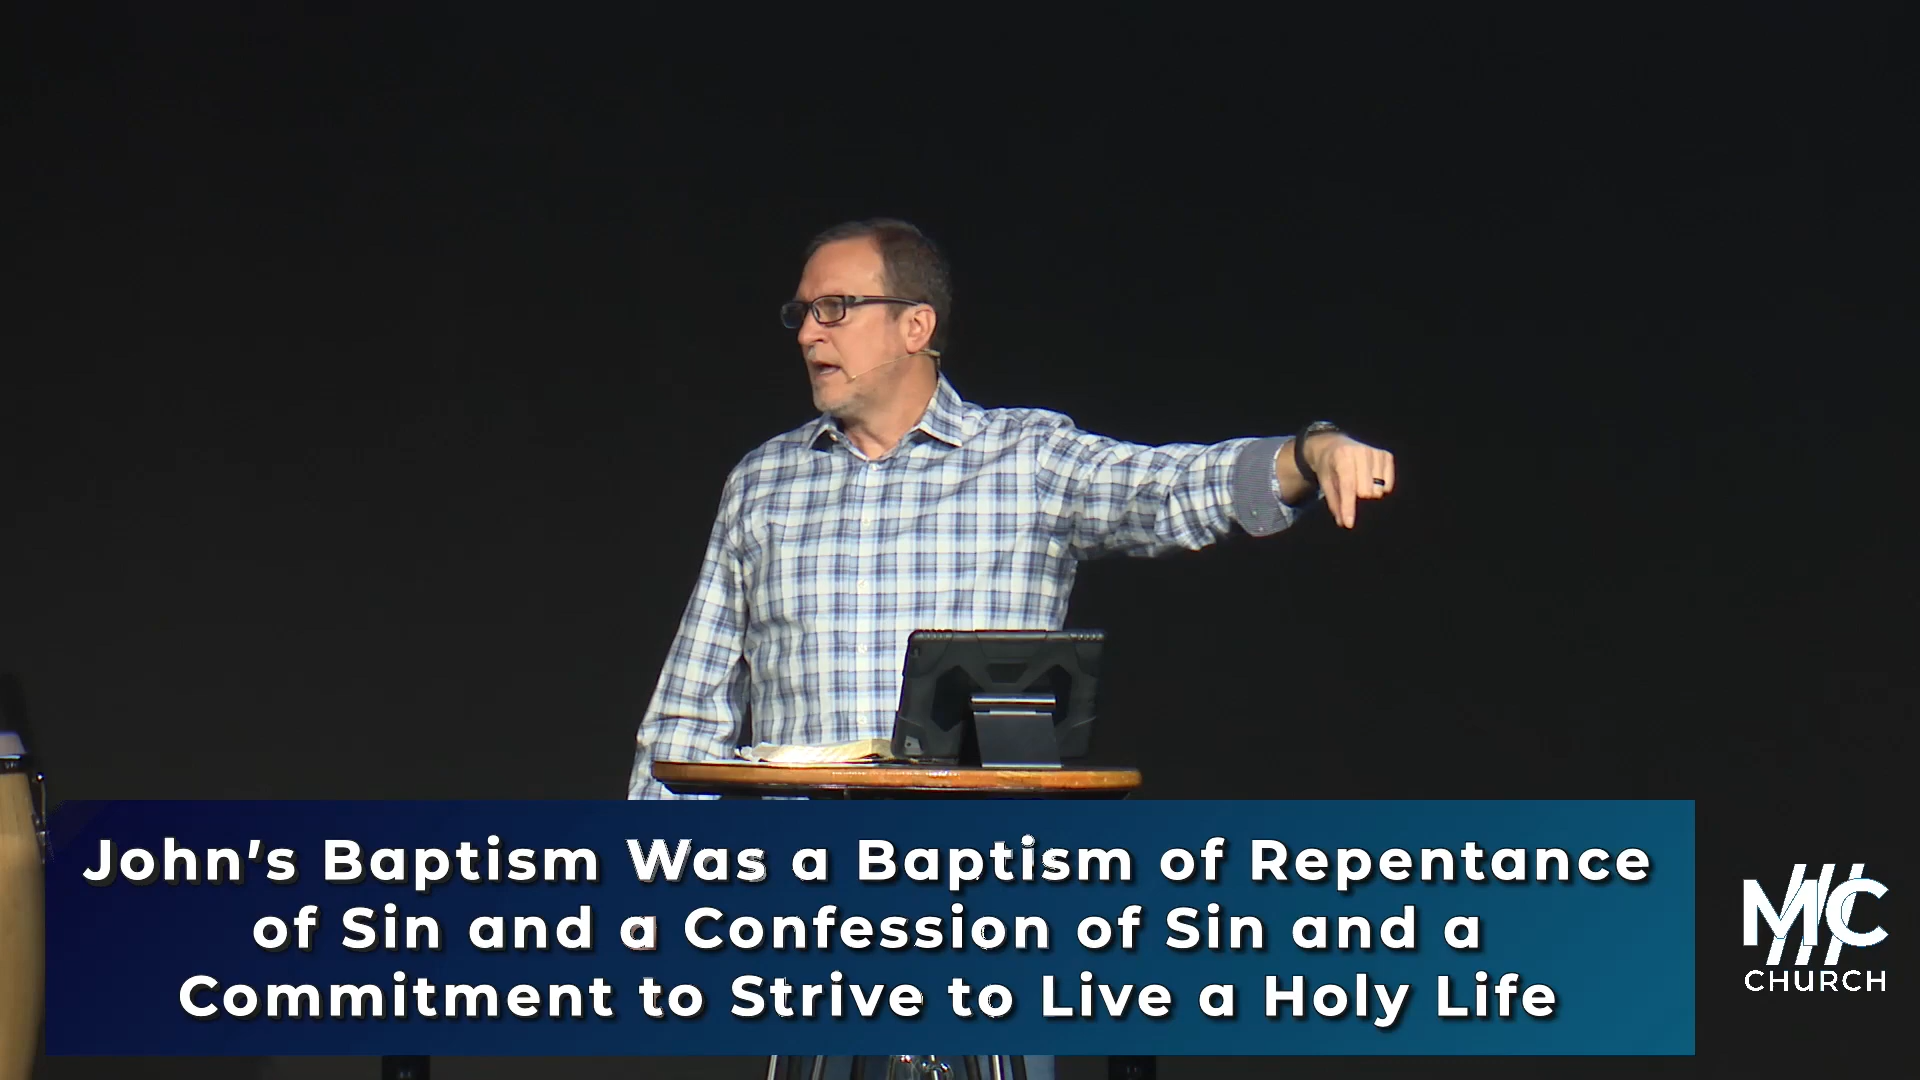 John's Baptism Was a Baptism of Repentance
of Sin and a Confession of Sin and a
Commitment to Strive to Live a Holy Life
MC
CHURCH